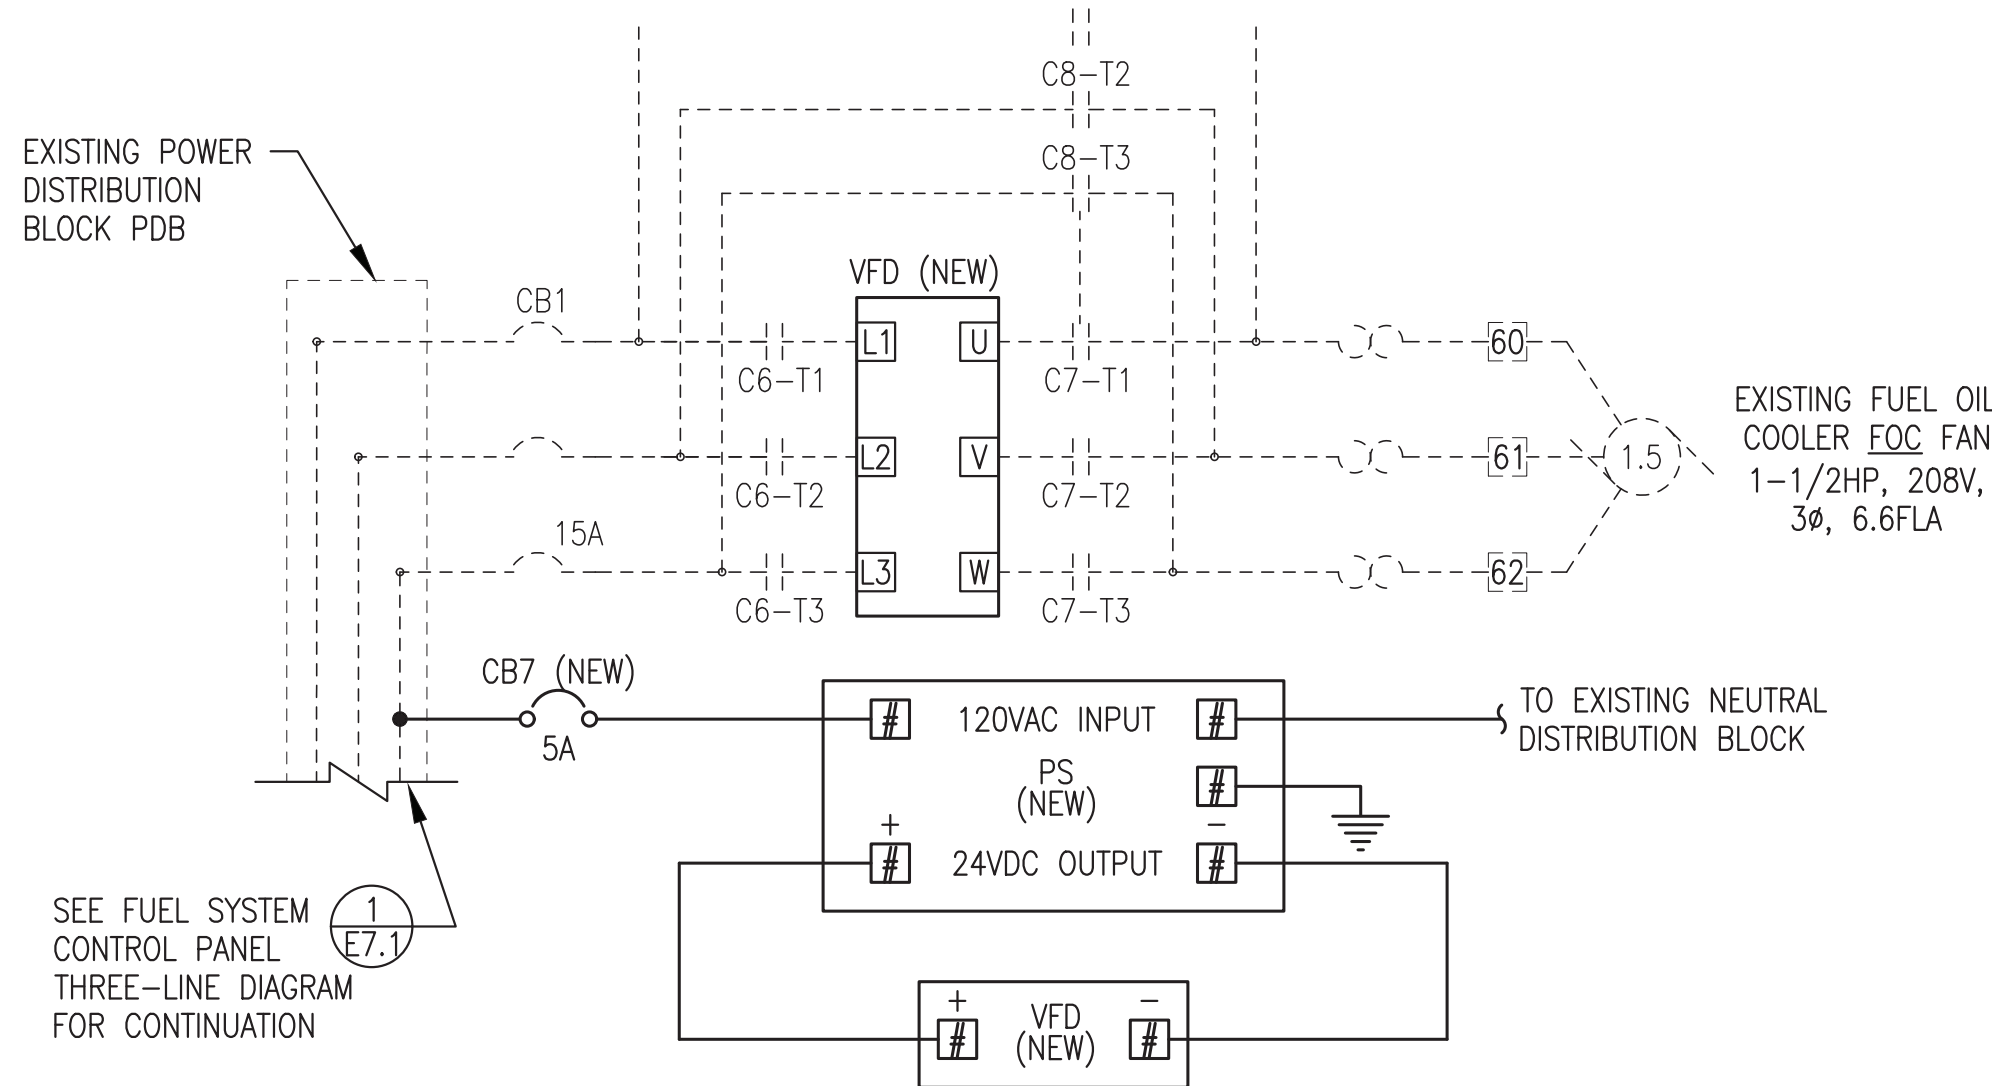 C8-T2
EXISTING POWER
DISTRIBUTION
BLOCK PDB
C8-T3
VFD (NEW)
CB1
L1
U
60
C6-T1
C7-T1
EXISTING FUEL OIL
COOLER FOC FAN
1-1/2HP, 208V,
3ø, 6.6FLA
L2
V
61
1.5
C6-T2
C7-T2
15A
L3
W
62
C6-T3
C7-T3
CB7 (NEW)
5A
# 120VAC INPUT #
TO EXISTING NEUTRAL
DISTRIBUTION BLOCK
PS
(NEW)
#
+ -
# 24VDC OUTPUT #
SEE FUEL SYSTEM
CONTROL PANEL
THREE-LINE DIAGRAM
FOR CONTINUATION
1
E7.1
+ -
# VFD #
(NEW)